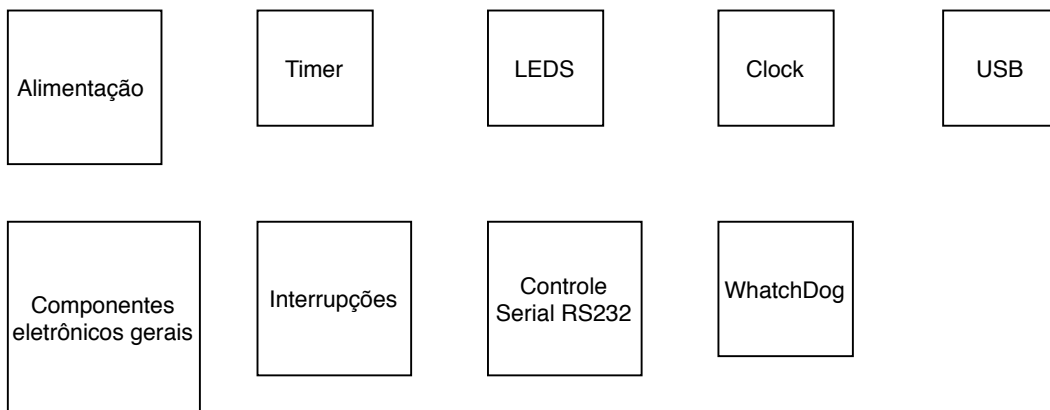 Alimentação
Timer
LEDS
Clock
USB
Componentes
eletrônicos gerais
Interrupções
Controle
Serial RS232
WhatchDog